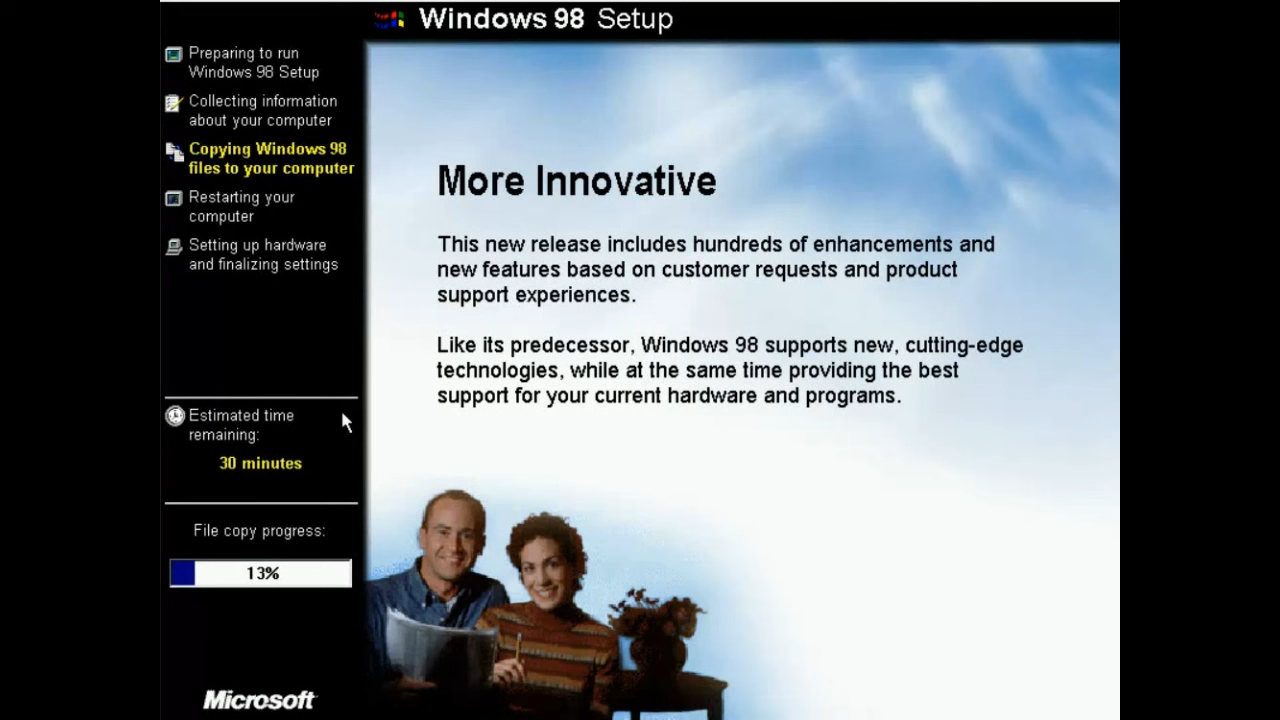 Windows 98 Setup
Preparing to run
Windows 98 Setup
Collecting information
about your computer
Copying Windows 98
files to your computer
Restarting your
computer
Setting up hardware
and finalizing settings
Estimated time
remaining:
30 minutes
File copy progress:
13%
Microsoft
More Innovative
This new release includes hundreds of enhancements and
new features based on customer requests and product
support experiences.
Like its predecessor, Windows 98 supports new, cutting-edge
technologies, while at the same time providing the best
support for your current hardware and programs.